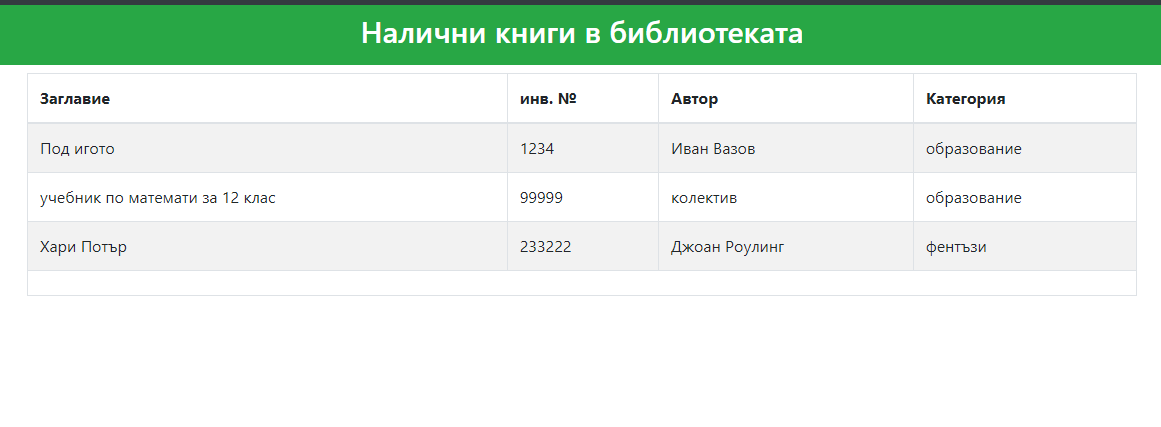 Налични книги в библиотеката
Заглавие инв. № Автор Категория
Под игото 1234 Иван Вазов образование
учебник по математи за 12 клас 99999 колектив образование
Хари Потър 233222 Джоан Роулинг фентъзи